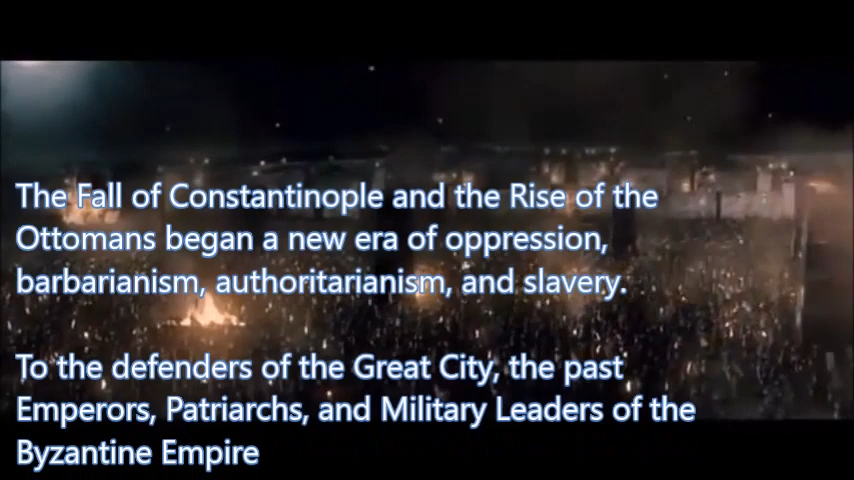 The Fall of Constantinople and the Rise of the
Ottomans began a new era of oppression,
barbarianism, authoritarianism, and slavery.
To the defenders of the Great City, the past
Emperors, Patriarchs, and Military Leaders of the
Byzantine Empire